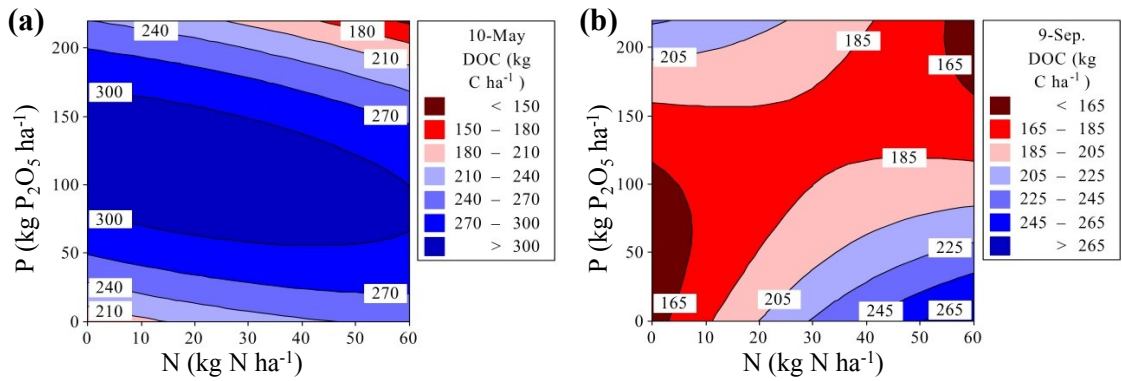 (a)
240
180
210
300
270
300
240
270
210
0
50
100
150
200
0
10
20
30
40
50
60
P (kg P₂O₅ ha⁻¹)
N (kg N ha⁻¹)
10-May
DOC (kg
C ha⁻¹)
< 150
150 – 180
180 – 210
210 – 240
240 – 270
270 – 300
> 300
(b)
205
185
165
185
225
165
205
245
265
0
50
100
150
200
0
10
20
30
40
50
60
P (kg P₂O₅ ha⁻¹)
N (kg N ha⁻¹)
9-Sep.
DOC (kg
C ha⁻¹)
< 165
165 – 185
185 – 205
205 – 225
225 – 245
245 – 265
> 265